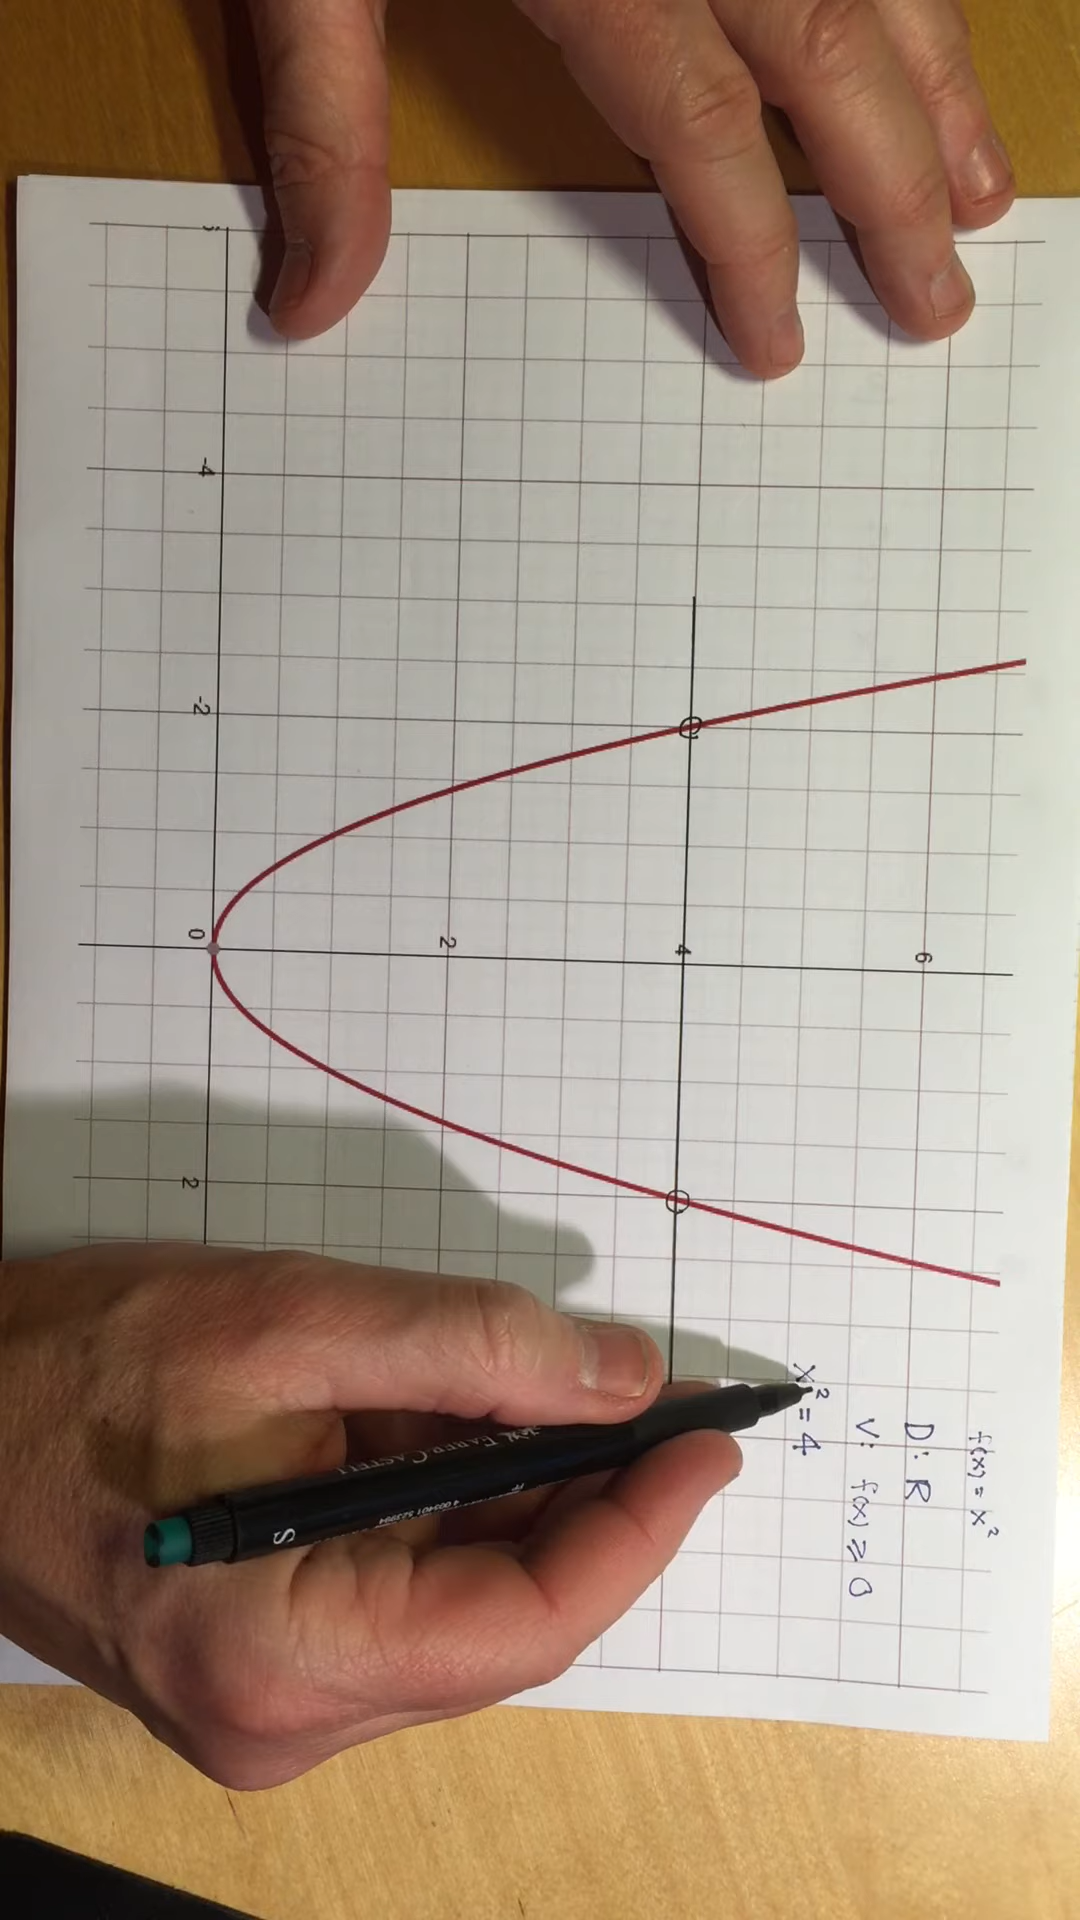 f(x) = x²
D: R
V: f(x) ≥ 0
x² = 4
6
4
2
0
-4
-2
2
FABER-CASTELL
S